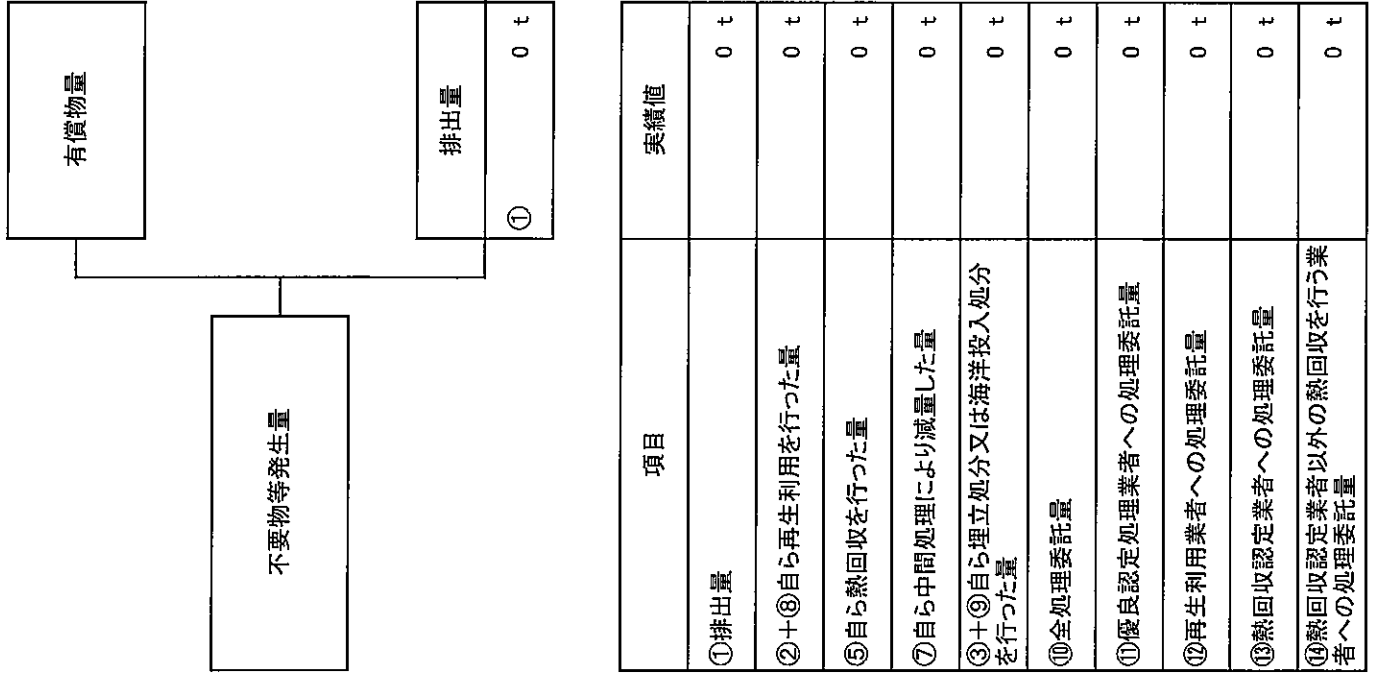 不要物等発生量
有償物量
排出量
① 0 t
項目 実績値
①排出量 0 t
②+⑧自ら再生利用を行った量 0 t
⑤自ら熱回収を行った量 0 t
⑦自ら中間処理により減量した量 0 t
③+⑨自ら埋立処分又は海洋投入処分
を行った量 0 t
⑩全処理委託量 0 t
⑪優良認定処理業者への処理委託量 0 t
⑫再生利用業者への処理委託量 0 t
⑬熱回収認定業者への処理委託量 0 t
⑭熱回収認定業者以外の熱回収を行う業
者への処理委託量 0 t